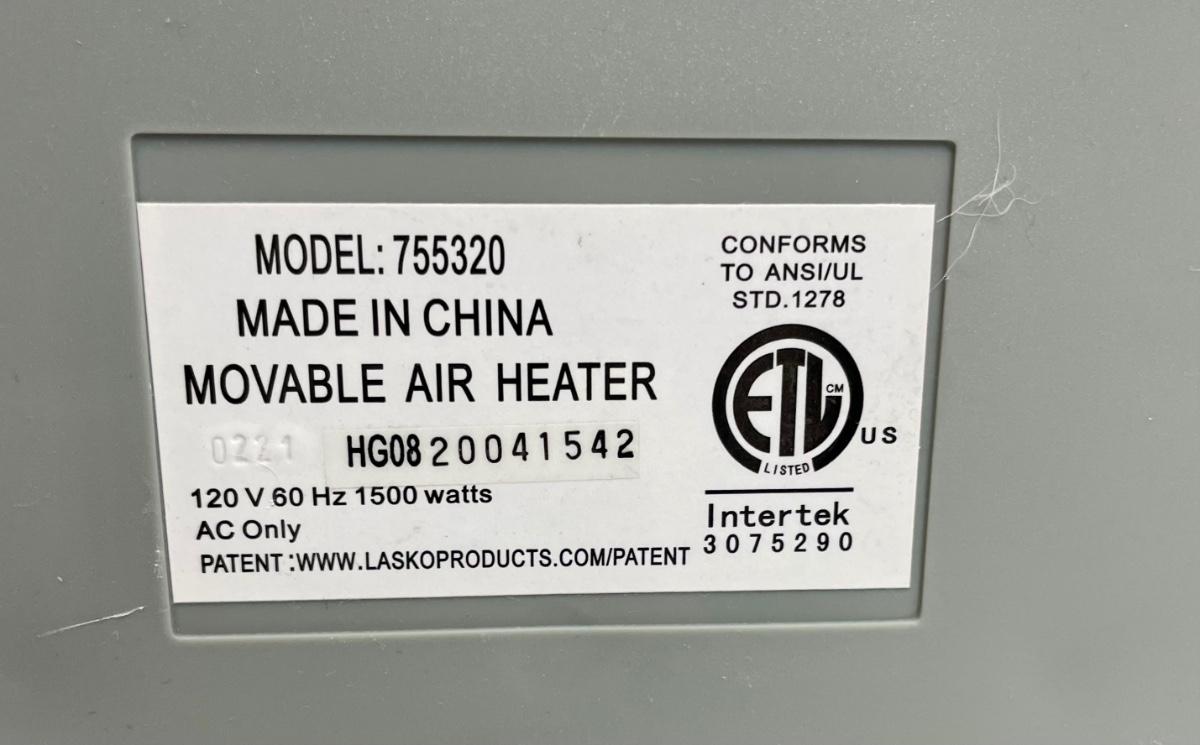 MODEL: 755320
MADE IN CHINA
MOVABLE AIR HEATER
0221 HG08 20041542
120 V 60 Hz 1500 watts
AC Only
PATENT :WWW.LASKOPRODUCTS.COM/PATENT
CONFORMS
TO ANSI/UL
STD.1278
ETL CM
US
LISTED
Intertek
3075290